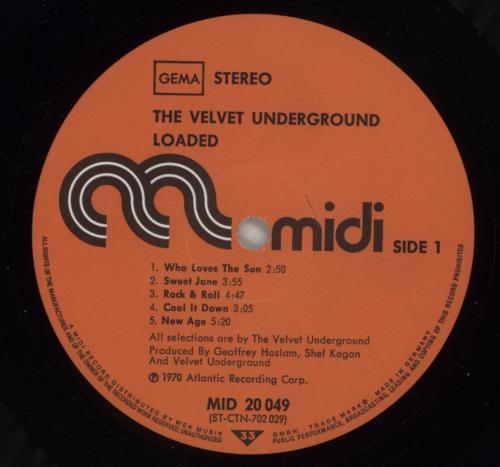 GEMA STEREO
THE VELVET UNDERGROUND
LOADED
midi SIDE 1
1. Who Loves The Sun 2:50
2. Sweet Jane 3:55
3. Rock & Roll 4:47
4. Cool It Down 3:05
5. New Age 5:20
All selections are by The Velvet Underground
Produced By Geoffrey Haslam, Shel Kagan
And Velvet Underground
℗ 1970 Atlantic Recording Corp.
MID 20 049
(ST-CTN-702 029)
33
A MIDI RECORD DISTRIBUTED BY WEA MUSIK GMBH. - TRADE MARK® - MADE IN GERMANY
ALL RIGHTS OF THE MANUFACTURER AND OF THE OWNER OF THE RECORDED WORK RESERVED. UNAUTHORIZED PUBLIC PERFORMANCE, BROADCASTING, LEASING AND COPYING OF THIS RECORD PROHIBITED